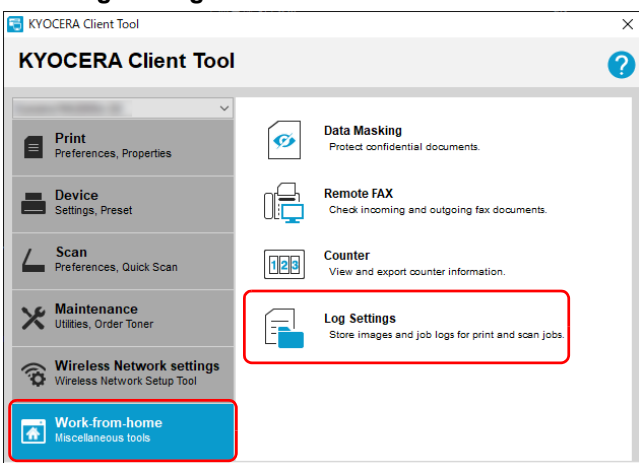 KYOCERA Client Tool
KYOCERA Client Tool
?
Print
Preferences, Properties
Device
Settings, Preset
Scan
Preferences, Quick Scan
Maintenance
Utilities, Order Toner
Wireless Network settings
Wireless Network Setup Tool
Work-from-home
Miscellaneous tools
Data Masking
Protect confidential documents.
Remote FAX
Check incoming and outgoing fax documents.
123
Counter
View and export counter information.
Log Settings
Store images and job logs for print and scan jobs.